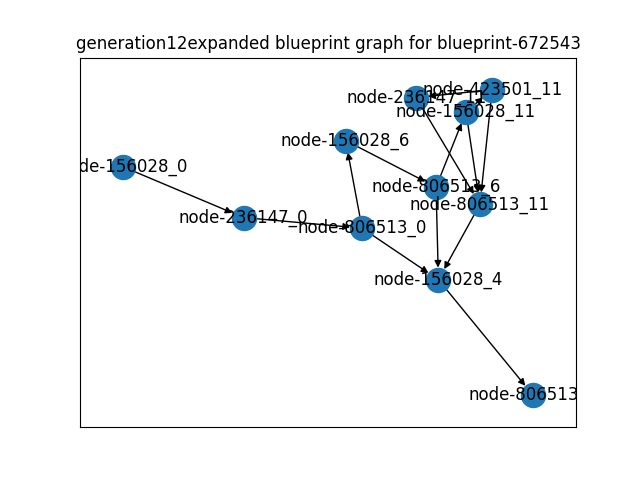 generation12expanded blueprint graph for blueprint-672543
node-423501_11
node-236147_11
node-156028_11
node-156028_6
de-156028_0
node-806513_6
node-806513_11
node-236147_0
node-806513_0
node-156028_4
node-806513